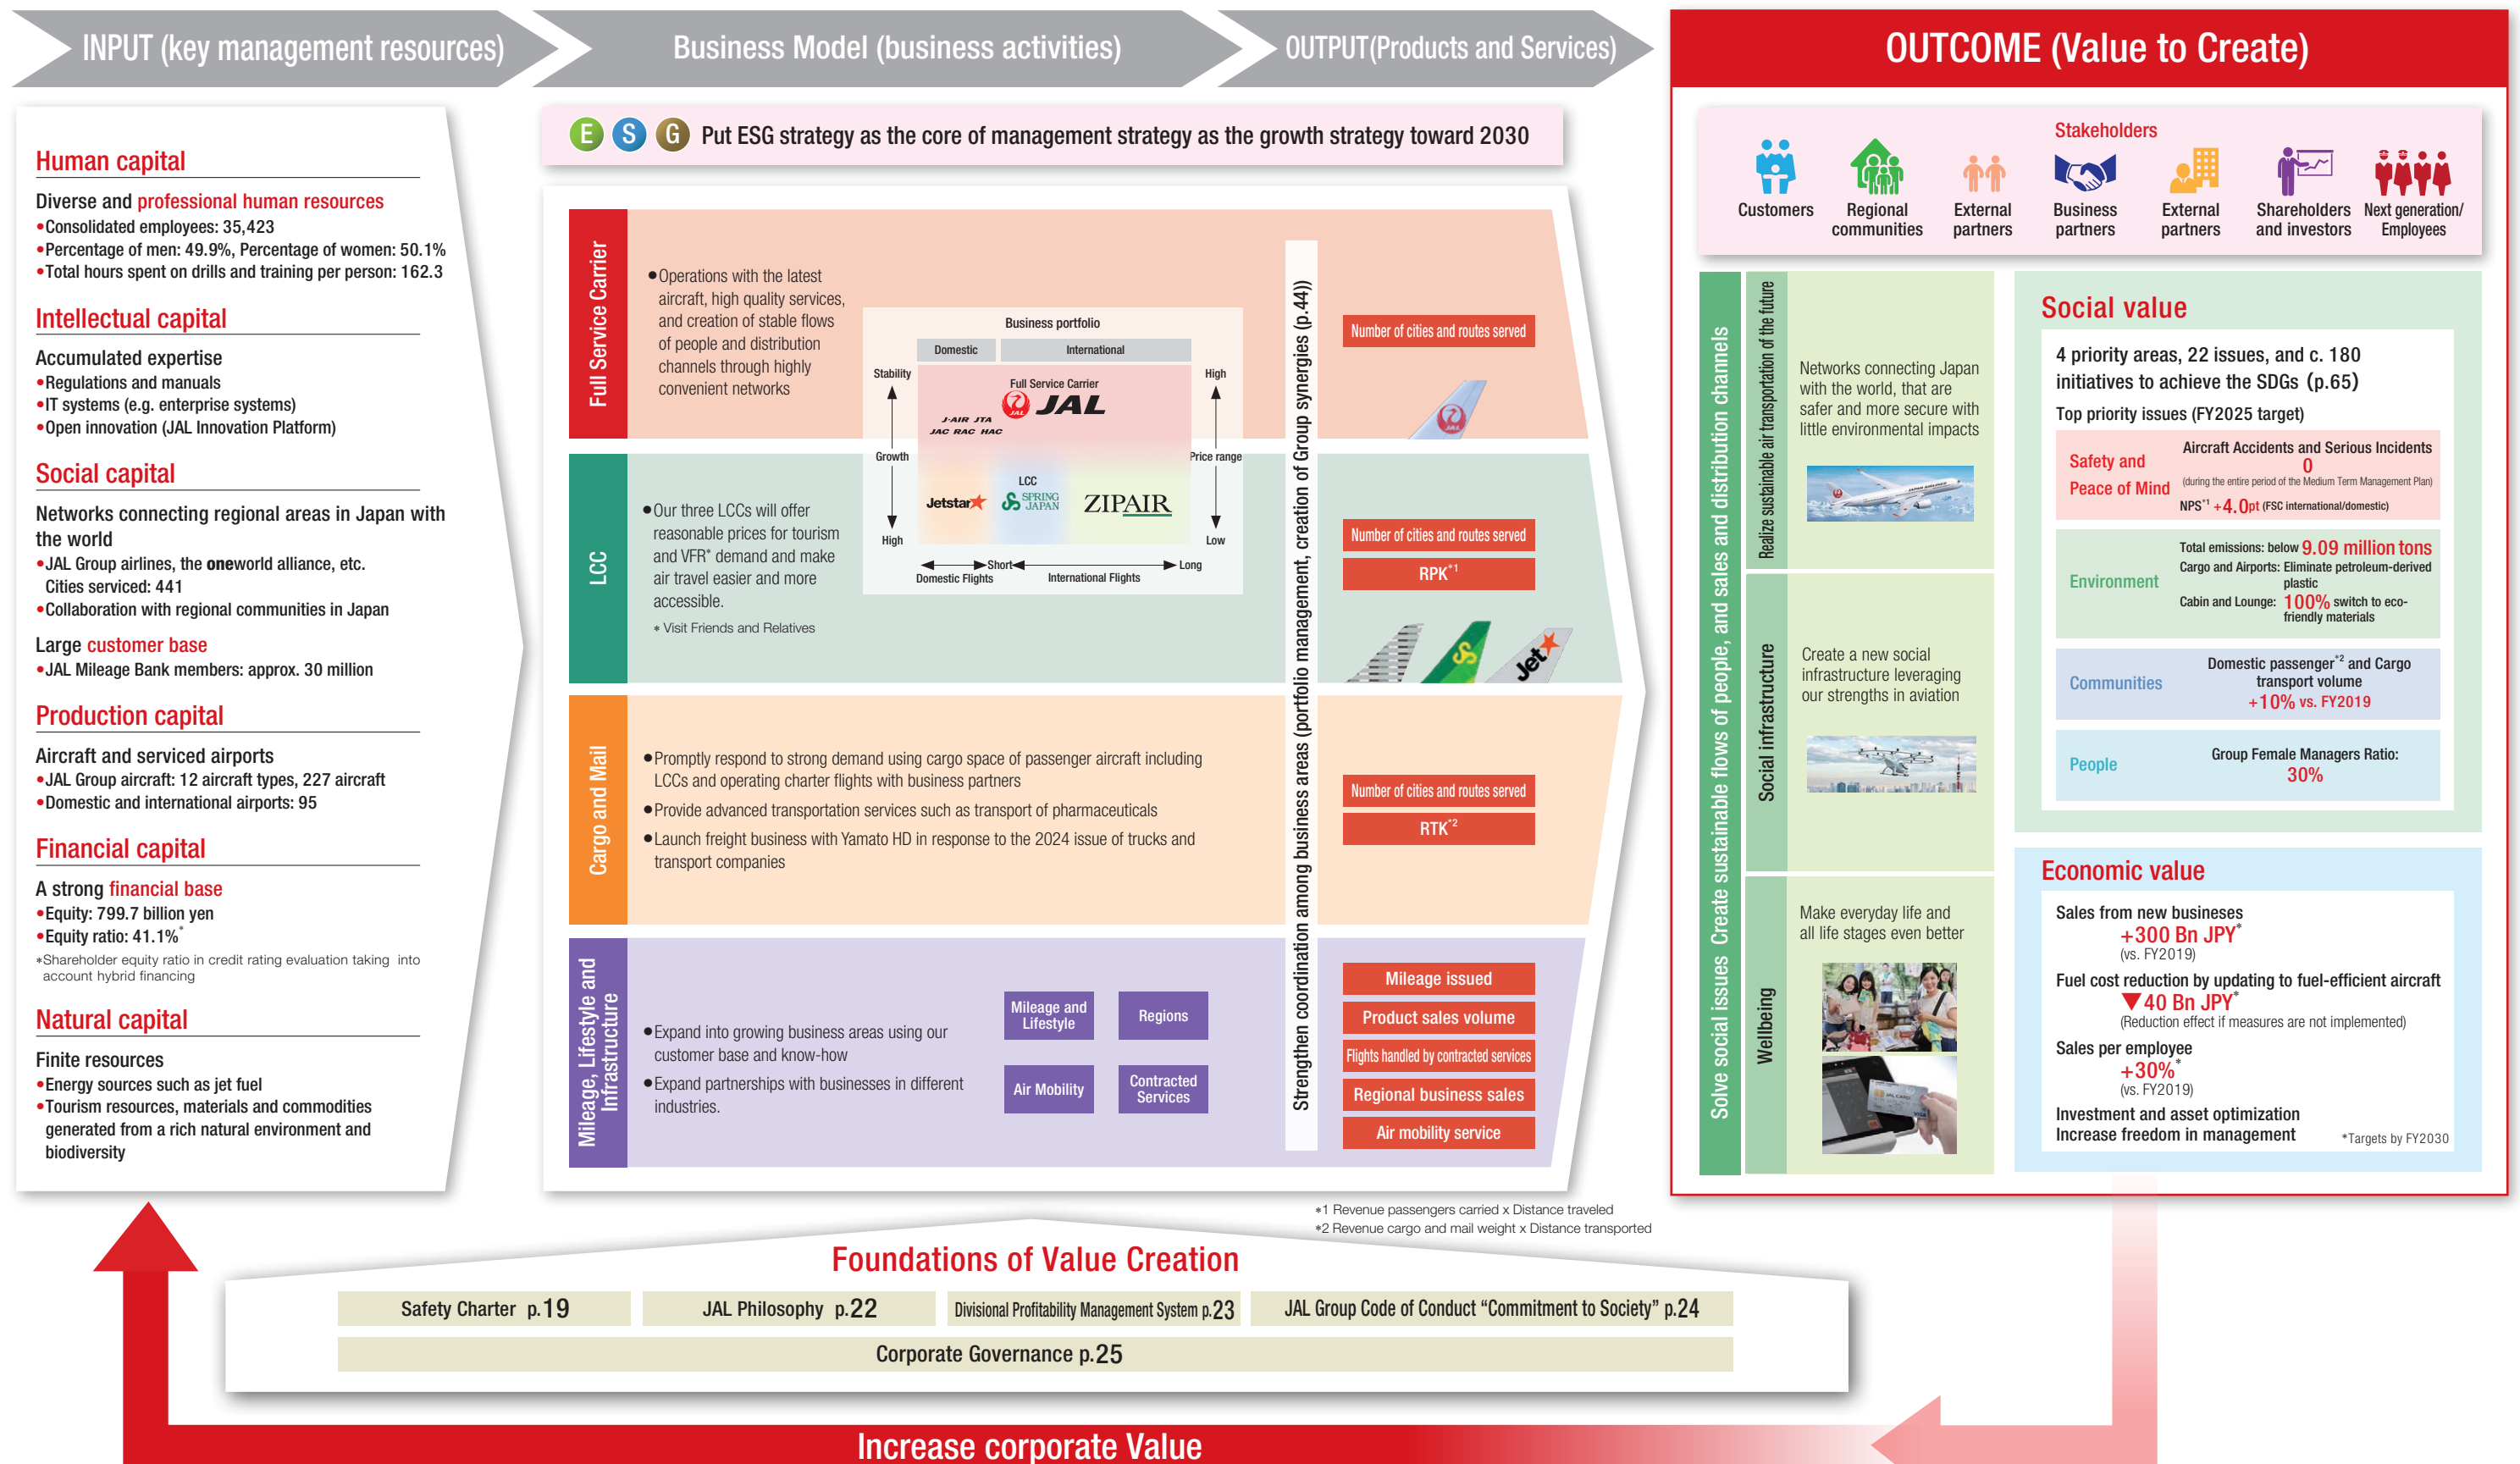 INPUT (key management resources)
Business Model (business activities)
OUTPUT(Products and Services)
OUTCOME (Value to Create)
Human capital
Diverse and professional human resources
•Consolidated employees: 35,423
•Percentage of men: 49.9%, Percentage of women: 50.1%
•Total hours spent on drills and training per person: 162.3
Intellectual capital
Accumulated expertise
•Regulations and manuals
•IT systems (e.g. enterprise systems)
•Open innovation (JAL Innovation Platform)
Social capital
Networks connecting regional areas in Japan with
the world
•JAL Group airlines, the oneworld alliance, etc.
Cities serviced: 441
•Collaboration with regional communities in Japan
Large customer base
•JAL Mileage Bank members: approx. 30 million
Production capital
Aircraft and serviced airports
•JAL Group aircraft: 12 aircraft types, 227 aircraft
•Domestic and international airports: 95
Financial capital
A strong financial base
•Equity: 799.7 billion yen
•Equity ratio: 41.1%*
*Shareholder equity ratio in credit rating evaluation taking into
account hybrid financing
Natural capital
Finite resources
•Energy sources such as jet fuel
•Tourism resources, materials and commodities
generated from a rich natural environment and
biodiversity
E S G Put ESG strategy as the core of management strategy as the growth strategy toward 2030
Full Service Carrier
•Operations with the latest
aircraft, high quality services,
and creation of stable flows
of people and distribution
channels through highly
convenient networks
Business portfolio
Domestic
International
Stability
High
Full Service Carrier
JAL
JAL
J-AIR JTA
JAC RAC HAC
Growth
Price range
LCC
Jetstar
SPRING
JAPAN
ZIPAIR
High
Low
Short
Long
Domestic Flights
International Flights
LCC
•Our three LCCs will offer
reasonable prices for tourism
and VFR* demand and make
air travel easier and more
accessible.
* Visit Friends and Relatives
Cargo and Mail
•Promptly respond to strong demand using cargo space of passenger aircraft including
LCCs and operating charter flights with business partners
•Provide advanced transportation services such as transport of pharmaceuticals
•Launch freight business with Yamato HD in response to the 2024 issue of trucks and
transport companies
Mileage, Lifestyle and
Infrastructure
•Expand into growing business areas using our
customer base and know-how
•Expand partnerships with businesses in different
industries.
Mileage and
Lifestyle
Regions
Air Mobility
Contracted
Services
Strengthen coordination among business areas (portfolio management, creation of Group synergies (p.44))
Number of cities and routes served
JAL
Number of cities and routes served
RPK*1
Jet
Number of cities and routes served
RTK*2
Mileage issued
Product sales volume
Flights handled by contracted services
Regional business sales
Air mobility service
*1 Revenue passengers carried x Distance traveled
*2 Revenue cargo and mail weight x Distance transported
Stakeholders
Customers
Regional
communities
External
partners
Business
partners
External
partners
Shareholders
and investors
Next generation/
Employees
Solve social issues Create sustainable flows of people, and sales and distribution channels
Realize sustainable air transportation of the future
Networks connecting Japan
with the world, that are
safer and more secure with
little environmental impacts
JAPAN AIRLINES
Social infrastructure
Create a new social
infrastructure leveraging
our strengths in aviation
Wellbeing
Make everyday life and
all life stages even better
JAL CARD
VISA
Social value
4 priority areas, 22 issues, and c. 180
initiatives to achieve the SDGs (p.65)
Top priority issues (FY2025 target)
Safety and
Peace of Mind
Aircraft Accidents and Serious Incidents
0
(during the entire period of the Medium Term Management Plan)
NPS*1 +4.0pt (FSC international/domestic)
Environment
Total emissions: below 9.09 million tons
Cargo and Airports: Eliminate petroleum-derived
plastic
Cabin and Lounge: 100% switch to eco-
friendly materials
Communities
Domestic passenger*2 and Cargo
transport volume
+10% vs. FY2019
People
Group Female Managers Ratio:
30%
Economic value
Sales from new busineses
+300 Bn JPY*
(vs. FY2019)
Fuel cost reduction by updating to fuel-efficient aircraft
▼40 Bn JPY*
(Reduction effect if measures are not implemented)
Sales per employee
+30%*
(vs. FY2019)
Investment and asset optimization
Increase freedom in management
*Targets by FY2030
Foundations of Value Creation
Safety Charter p.19
JAL Philosophy p.22
Divisional Profitability Management System p.23
JAL Group Code of Conduct “Commitment to Society” p.24
Corporate Governance p.25
Increase corporate Value